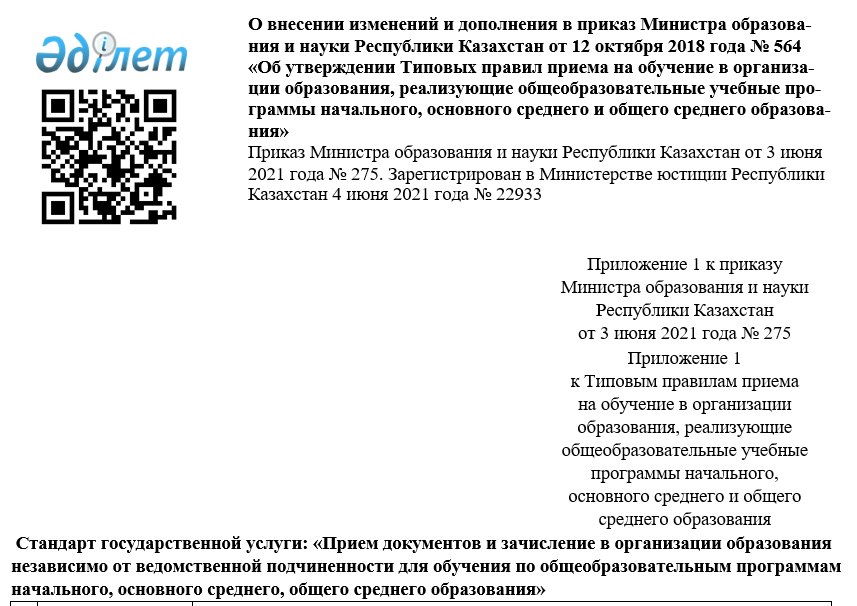 әділет
О внесении изменений и дополнения в приказ Министра образова-
ния и науки Республики Казахстан от 12 октября 2018 года № 564
«Об утверждении Типовых правил приема на обучение в организа-
ции образования, реализующие общеобразовательные учебные про-
граммы начального, основного среднего и общего среднего образова-
ния»
Приказ Министра образования и науки Республики Казахстан от 3 июня
2021 года № 275. Зарегистрирован в Министерстве юстиции Республики
Казахстан 4 июня 2021 года № 22933
Приложение 1 к приказу
Министра образования и науки
Республики Казахстан
от 3 июня 2021 года № 275
Приложение 1
к Типовым правилам приема
на обучение в организации
образования, реализующие
общеобразовательные учебные
программы начального,
основного среднего и общего
среднего образования
Стандарт государственной услуги: «Прием документов и зачисление в организации образования
независимо от ведомственной подчиненности для обучения по общеобразовательным программам
начального, основного среднего, общего среднего образования»